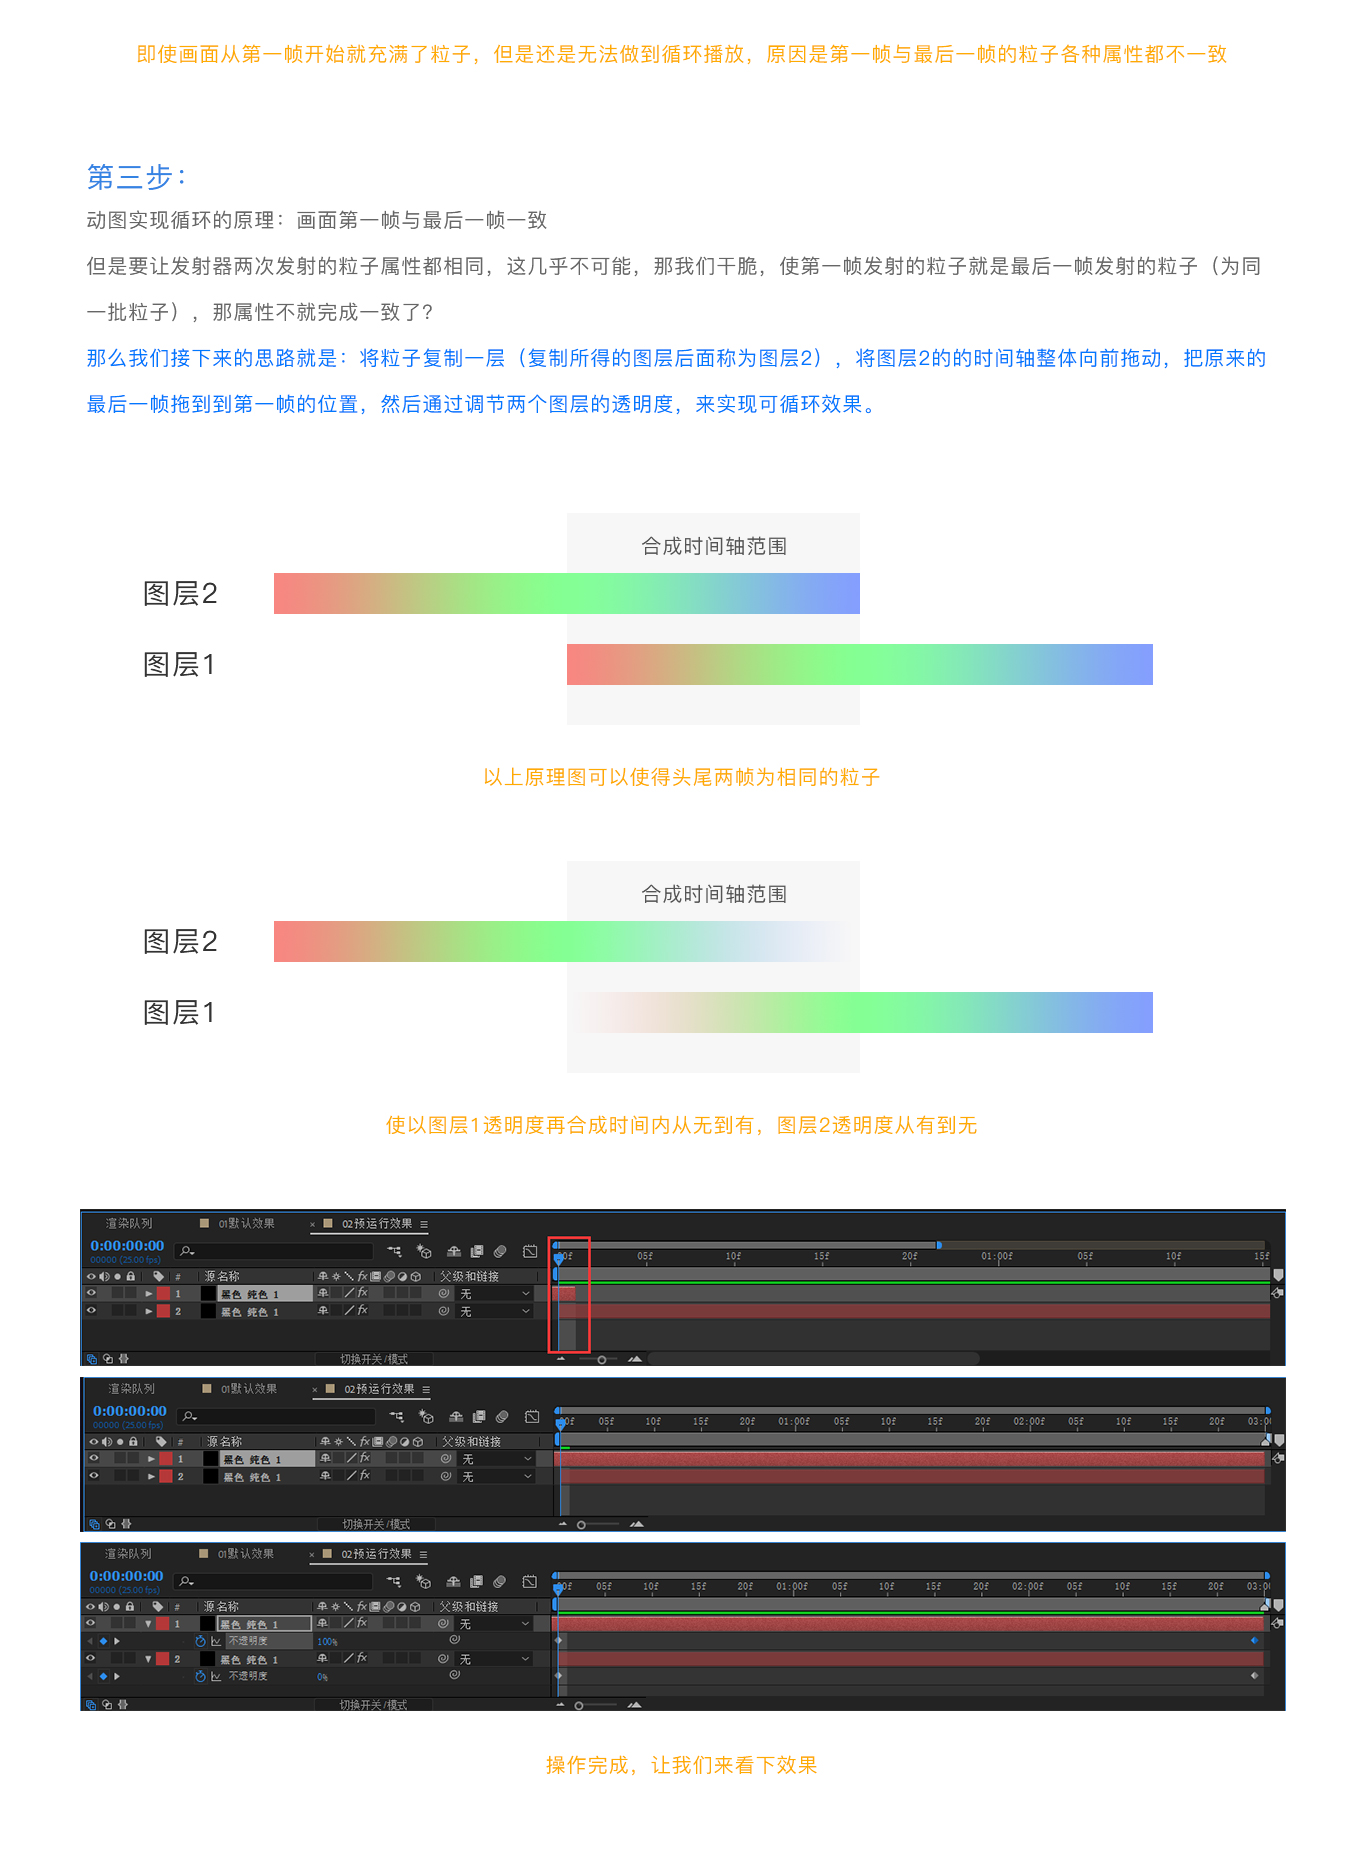 即使画面从第一帧开始就充满了粒子，但是还是无法做到循环播放，原因是第一帧与最后一帧的粒子各种属性都不一致
第三步：
动图实现循环的原理：画面第一帧与最后一帧一致
但是要让发射器两次发射的粒子属性都相同，这几乎不可能，那我们干脆，使第一帧发射的粒子就是最后一帧发射的粒子（为同
一批粒子），那属性不就完成一致了?
那么我们接下来的思路就是：将粒子复制一层（复制所得的图层后面称为图层2），将图层2的的时间轴整体向前拖动，把原来的
最后一帧拖到到第一帧的位置，然后通过调节两个图层的透明度，来实现可循环效果。
合成时间轴范围
图层2
图层1
以上原理图可以使得头尾两帧为相同的粒子
合成时间轴范围
图层2
图层1
使以图层1透明度再合成时间内从无到有，图层2透明度从有到无
渲染队列 01默认效果 × 02预运行效果
0:00:00:00
00000 (25.00 fps)
00f 05f 10f 15f 20f 01:00f 05f 10f 15f
# 源名称 父级和链接
1 黑色 纯色 1 fx 无
2 黑色 纯色 1 fx 无
切换开关/模式
渲染队列 01默认效果 × 02预运行效果
0:00:00:00
00000 (25.00 fps)
00f 05f 10f 15f 20f 01:00f 05f 10f 15f 20f 02:00f 05f 10f 15f 20f 03:0
# 源名称 父级和链接
1 黑色 纯色 1 fx 无
2 黑色 纯色 1 fx 无
切换开关/模式
渲染队列 01默认效果 × 02预运行效果
0:00:00:00
00000 (25.00 fps)
00f 05f 10f 15f 20f 01:00f 05f 10f 15f 20f 02:00f 05f 10f 15f 20f 03:0
# 源名称 父级和链接
1 黑色 纯色 1 fx 无
不透明度 100%
2 黑色 纯色 1 fx 无
不透明度 0%
切换开关/模式
操作完成，让我们来看下效果